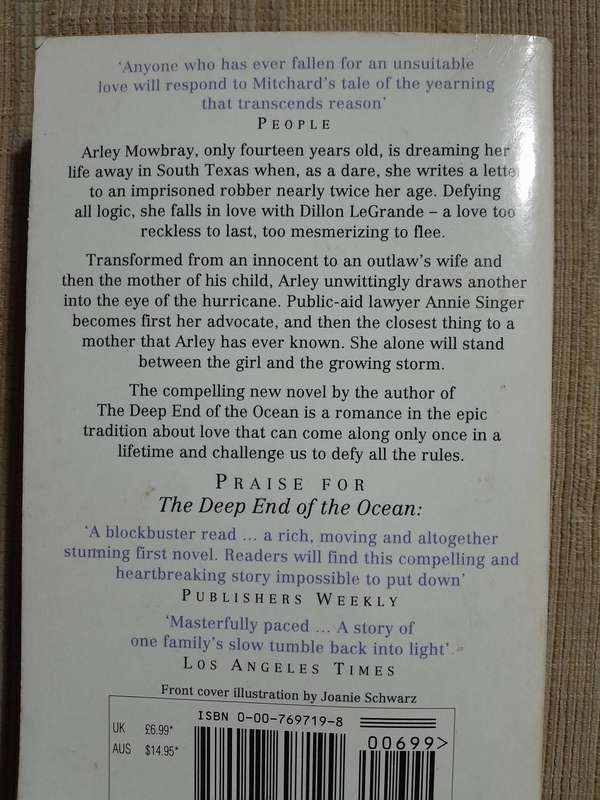 'Anyone who has ever fallen for an unsuitable
love will respond to Mitchard's tale of the yearning
that transcends reason'
PEOPLE
Arley Mowbray, only fourteen years old, is dreaming her
life away in South Texas when, as a dare, she writes a letter
to an imprisoned robber nearly twice her age. Defying
all logic, she falls in love with Dillon LeGrande – a love too
reckless to last, too mesmerizing to flee.
Transformed from an innocent to an outlaw's wife and
then the mother of his child, Arley unwittingly draws another
into the eye of the hurricane. Public-aid lawyer Annie Singer
becomes first her advocate, and then the closest thing to a
mother that Arley has ever known. She alone will stand
between the girl and the growing storm.
The compelling new novel by the author of
The Deep End of the Ocean is a romance in the epic
tradition about love that can come along only once in a
lifetime and challenge us to defy all the rules.
PRAISE FOR
The Deep End of the Ocean:
'A blockbuster read ... a rich, moving and altogether
stunning first novel. Readers will find this compelling and
heartbreaking story impossible to put down'
PUBLISHERS WEEKLY
'Masterfully paced ... A story of
one family's slow tumble back into light'
LOS ANGELES TIMES
Front cover illustration by Joanie Schwarz
ISBN 0-00-769719-8
UK £6.99*
AUS $14.95*
00699>